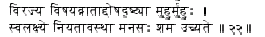 विरज्य विषयव्राताद्दोषदृष्ट्या मुहुर्मुहुः ।
स्वलक्ष्ये नियतावस्था मनसः शम उच्यते ॥ २२॥